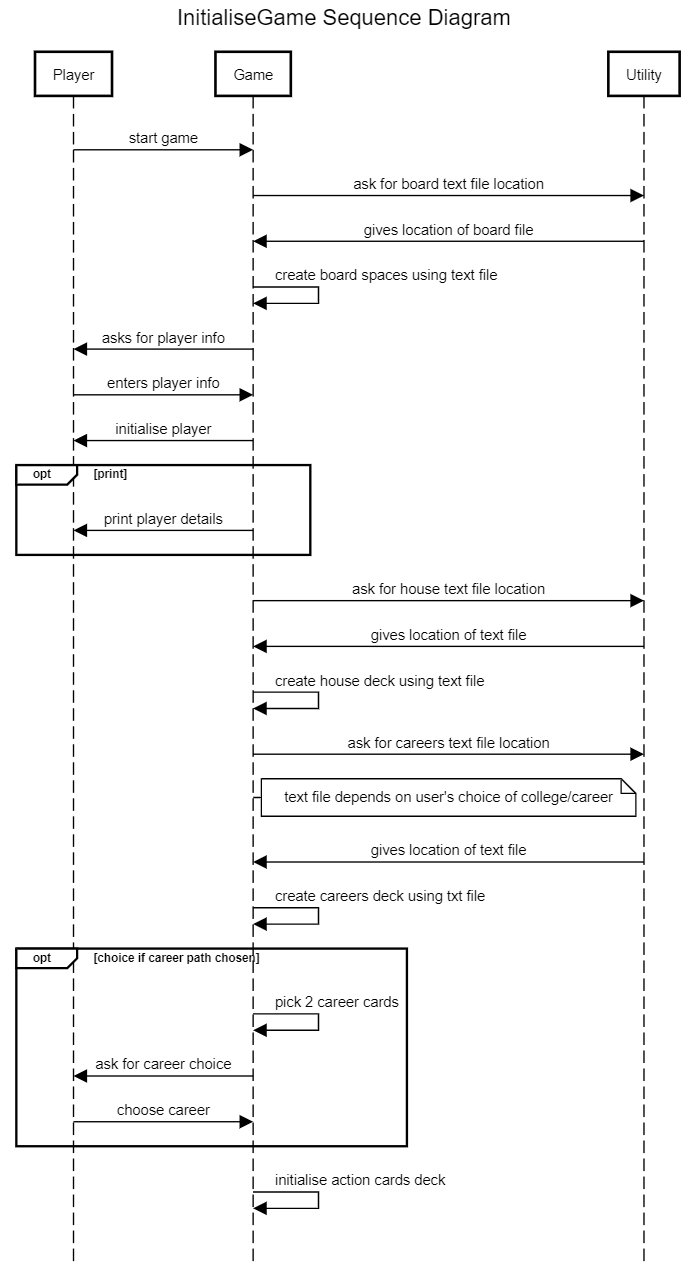 InitialiseGame Sequence Diagram
Player
Game
Utility
start game
ask for board text file location
gives location of board file
create board spaces using text file
asks for player info
enters player info
initialise player
opt
[print]
print player details
ask for house text file location
gives location of text file
create house deck using text file
ask for careers text file location
text file depends on user's choice of college/career
gives location of text file
create careers deck using txt file
opt
[choice if career path chosen]
pick 2 career cards
ask for career choice
choose career
initialise action cards deck